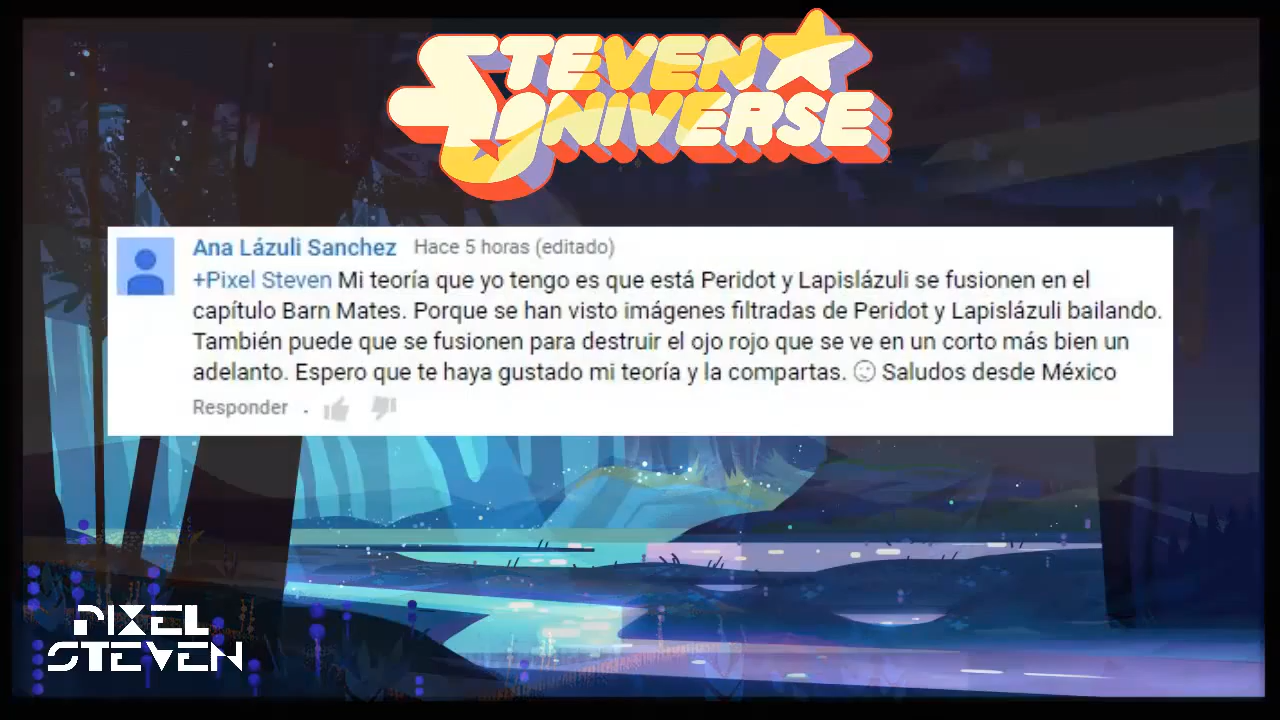 STEVEN
UNIVERSE
Ana Lázuli Sanchez Hace 5 horas (editado)
+Pixel Steven Mi teoría que yo tengo es que está Peridot y Lapislázuli se fusionen en el
capítulo Barn Mates. Porque se han visto imágenes filtradas de Peridot y Lapislázuli bailando.
También puede que se fusionen para destruir el ojo rojo que se ve en un corto más bien un
adelanto. Espero que te haya gustado mi teoría y la compartas. 🙂 Saludos desde México
Responder .
PIXEL
STEVEN